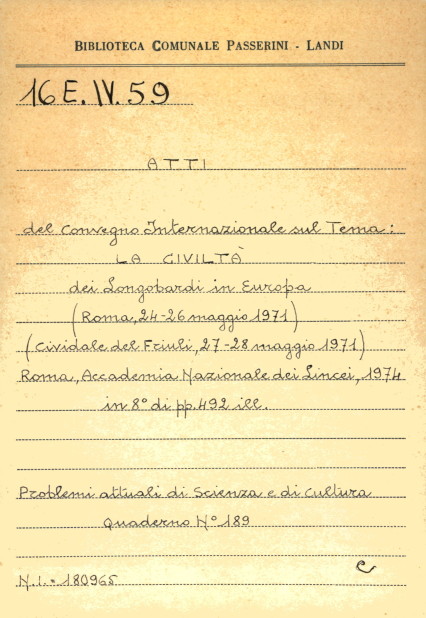 BIBLIOTECA COMUNALE PASSERINI - LANDI
16 E. IV. 59
ATTI
del Convegno Internazionale sul Tema:
LA CIVILTÀ
dei Longobardi in Europa
(Roma, 24-26 maggio 1971)
(Cividale del Friuli, 27-28 maggio 1971)
Roma, Accademia Nazionale dei Lincei, 1974
in 8° di pp. 492 ill.
Problemi attuali di Scienza e di Cultura
Quaderno N° 189
e
N.I. = 180965